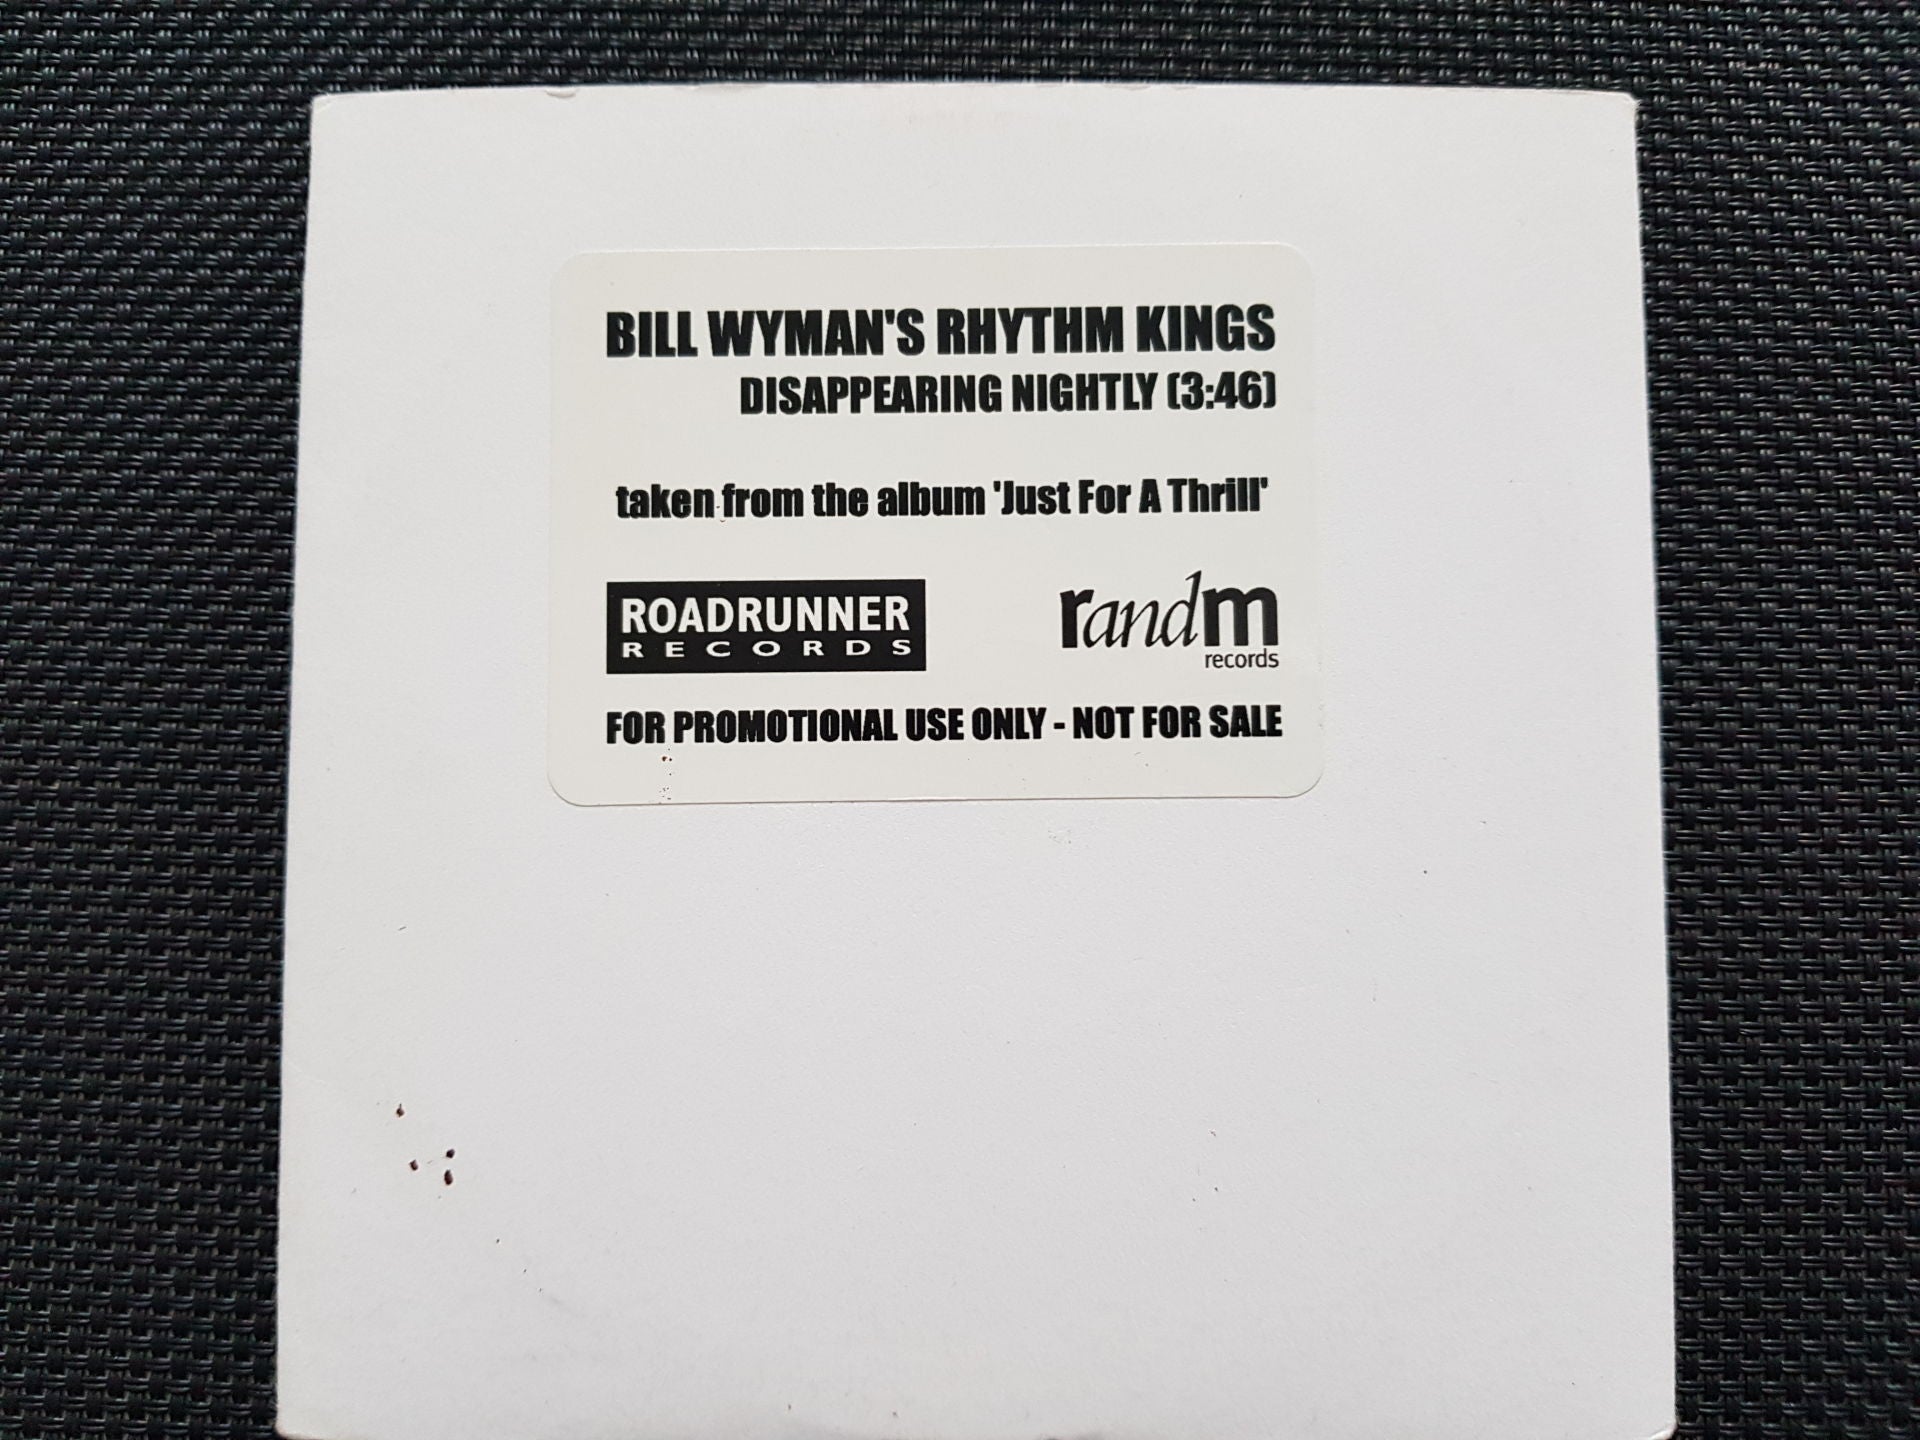 BILL WYMAN'S RHYTHM KINGS
DISAPPEARING NIGHTLY (3:46)
taken from the album 'Just For A Thrill'
ROADRUNNER
RECORDS
randm
records
FOR PROMOTIONAL USE ONLY - NOT FOR SALE